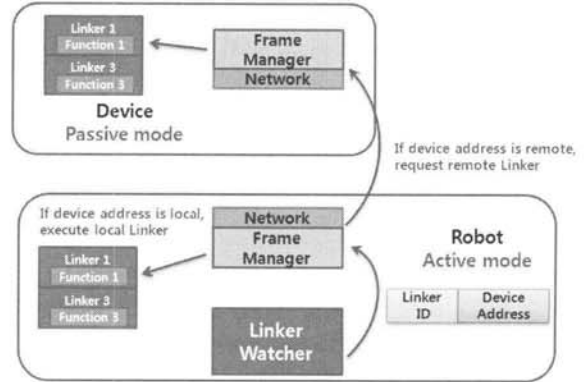 Linker 1
Function 1
Linker 3
Function 3
Frame
Manager
Network
Device
Passive mode
If device address is remote,
request remote Linker
If device address is local,
execute local Linker
Network
Frame
Manager
Robot
Active mode
Linker 1
Function 1
Linker 3
Function 3
Linker
ID
Device
Address
Linker
Watcher